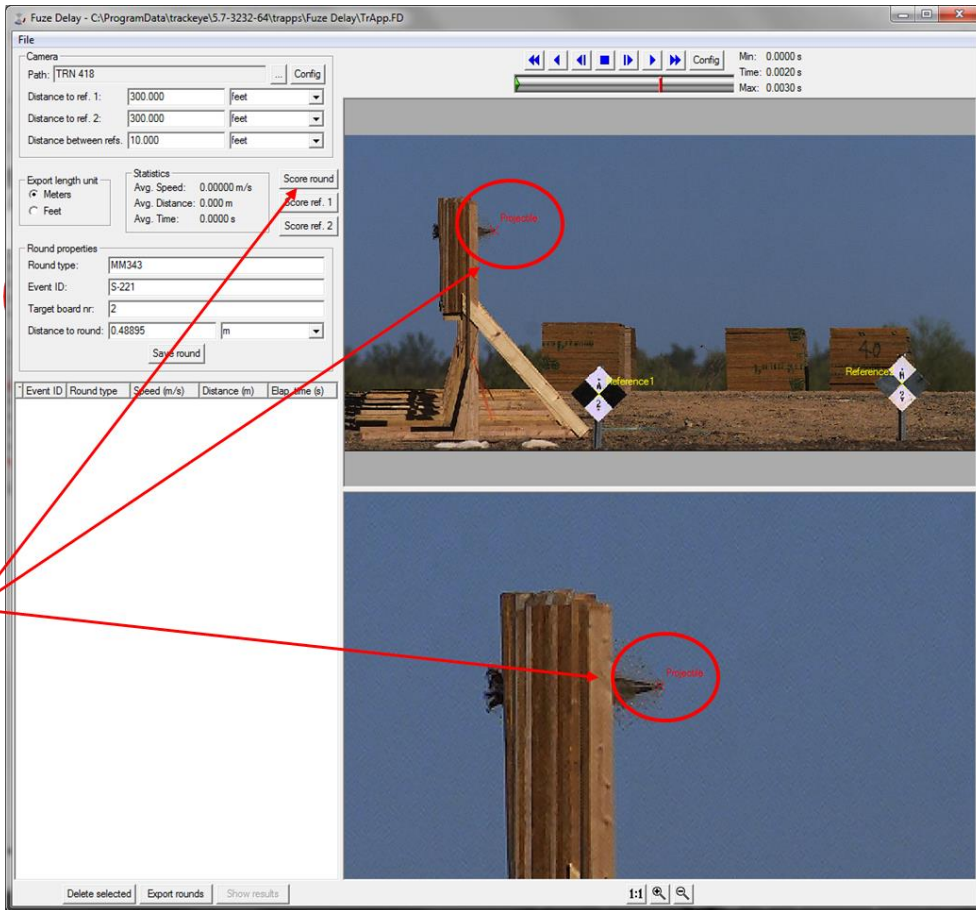 Fuze Delay - C:\ProgramData\trackeye\5.7-3232-64\trapps\Fuze Delay\TrApp.FD
File
Camera
Path: TRN 418 ... Config
Distance to ref. 1: 300.000 feet
Distance to ref. 2: 300.000 feet
Distance between refs. 10.000 feet
Export length unit
Meters
Feet
Statistics
Avg. Speed: 0.00000 m/s
Avg. Distance: 0.000 m
Avg. Time: 0.0000 s
Score round
Score ref. 1
Score ref. 2
Round properties
Round type: MM343
Event ID: S-221
Target board nr: 2
Distance to round: 0.48895 m
Save round
Event ID Round type Speed (m/s) Distance (m) Elap. time (s)
Delete selected Export rounds Show results
Config
Min: 0.0000 s
Time: 0.0020 s
Max: 0.0030 s
Projectile
40
Reference1
A
2
Projectile
1:1